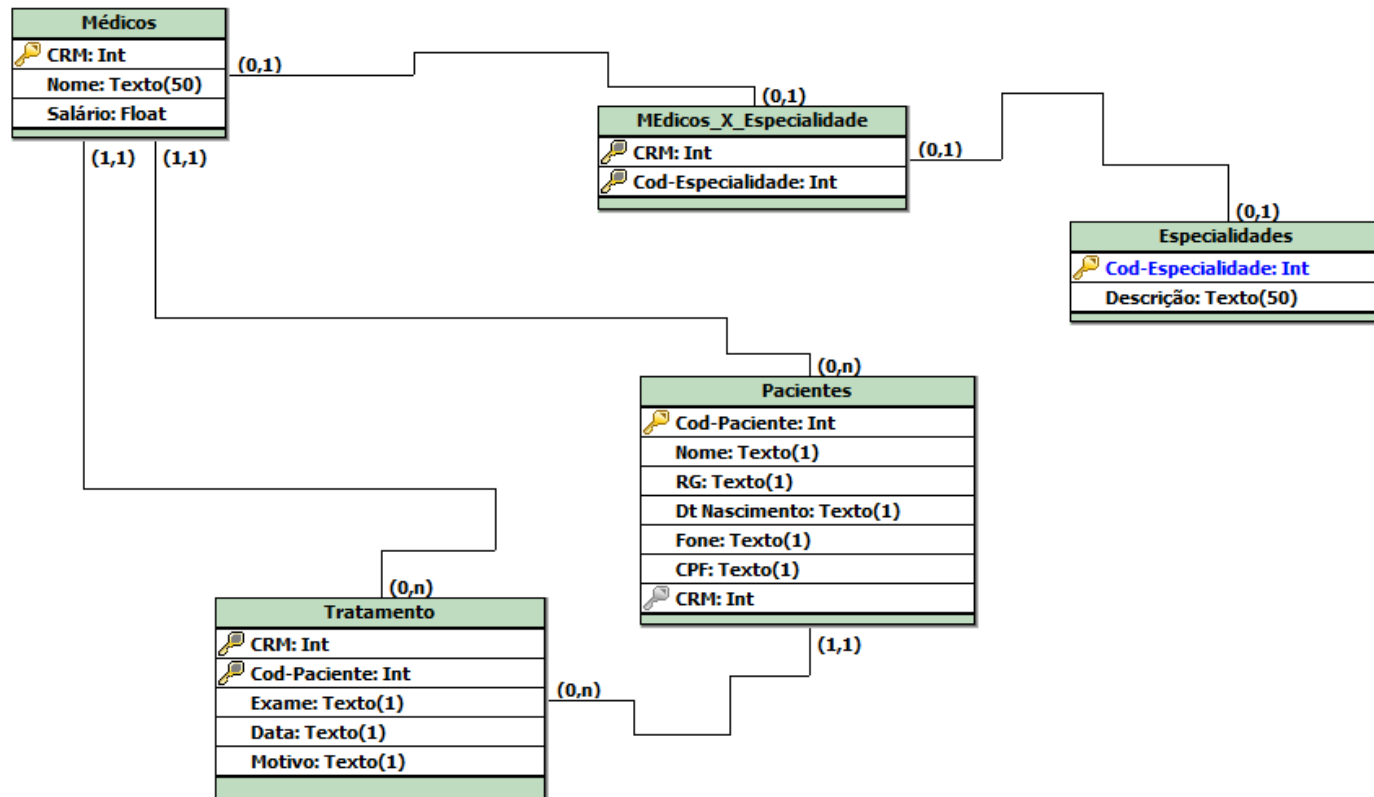 Médicos
CRM: Int
Nome: Texto(50)
Salário: Float
(0,1)
(0,1)
(1,1)
(1,1)
MEdicos_X_Especialidade
CRM: Int
Cod-Especialidade: Int
(0,1)
(0,1)
Especialidades
Cod-Especialidade: Int
Descrição: Texto(50)
(0,n)
Pacientes
Cod-Paciente: Int
Nome: Texto(1)
RG: Texto(1)
Dt Nascimento: Texto(1)
Fone: Texto(1)
CPF: Texto(1)
CRM: Int
(1,1)
(0,n)
Tratamento
CRM: Int
Cod-Paciente: Int
Exame: Texto(1)
Data: Texto(1)
Motivo: Texto(1)
(0,n)